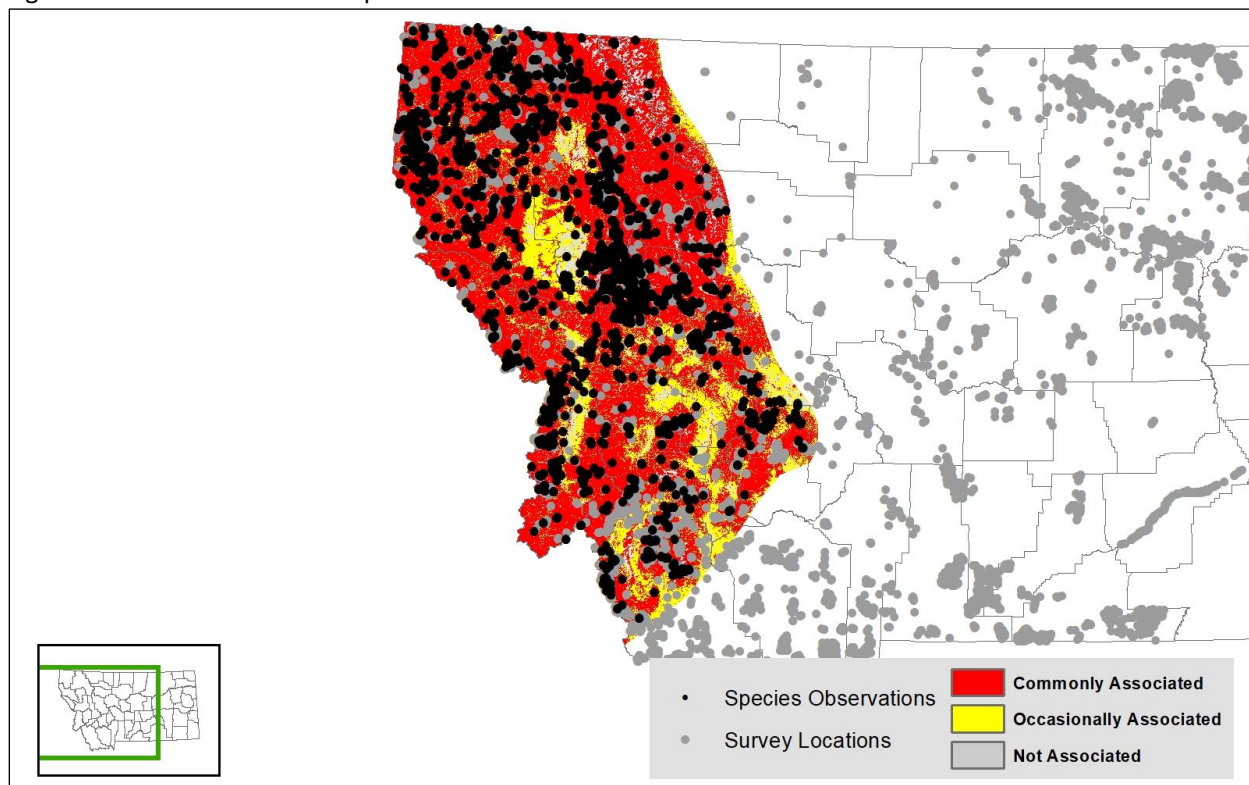 Species Observations
Survey Locations
Commonly Associated
Occasionally Associated
Not Associated